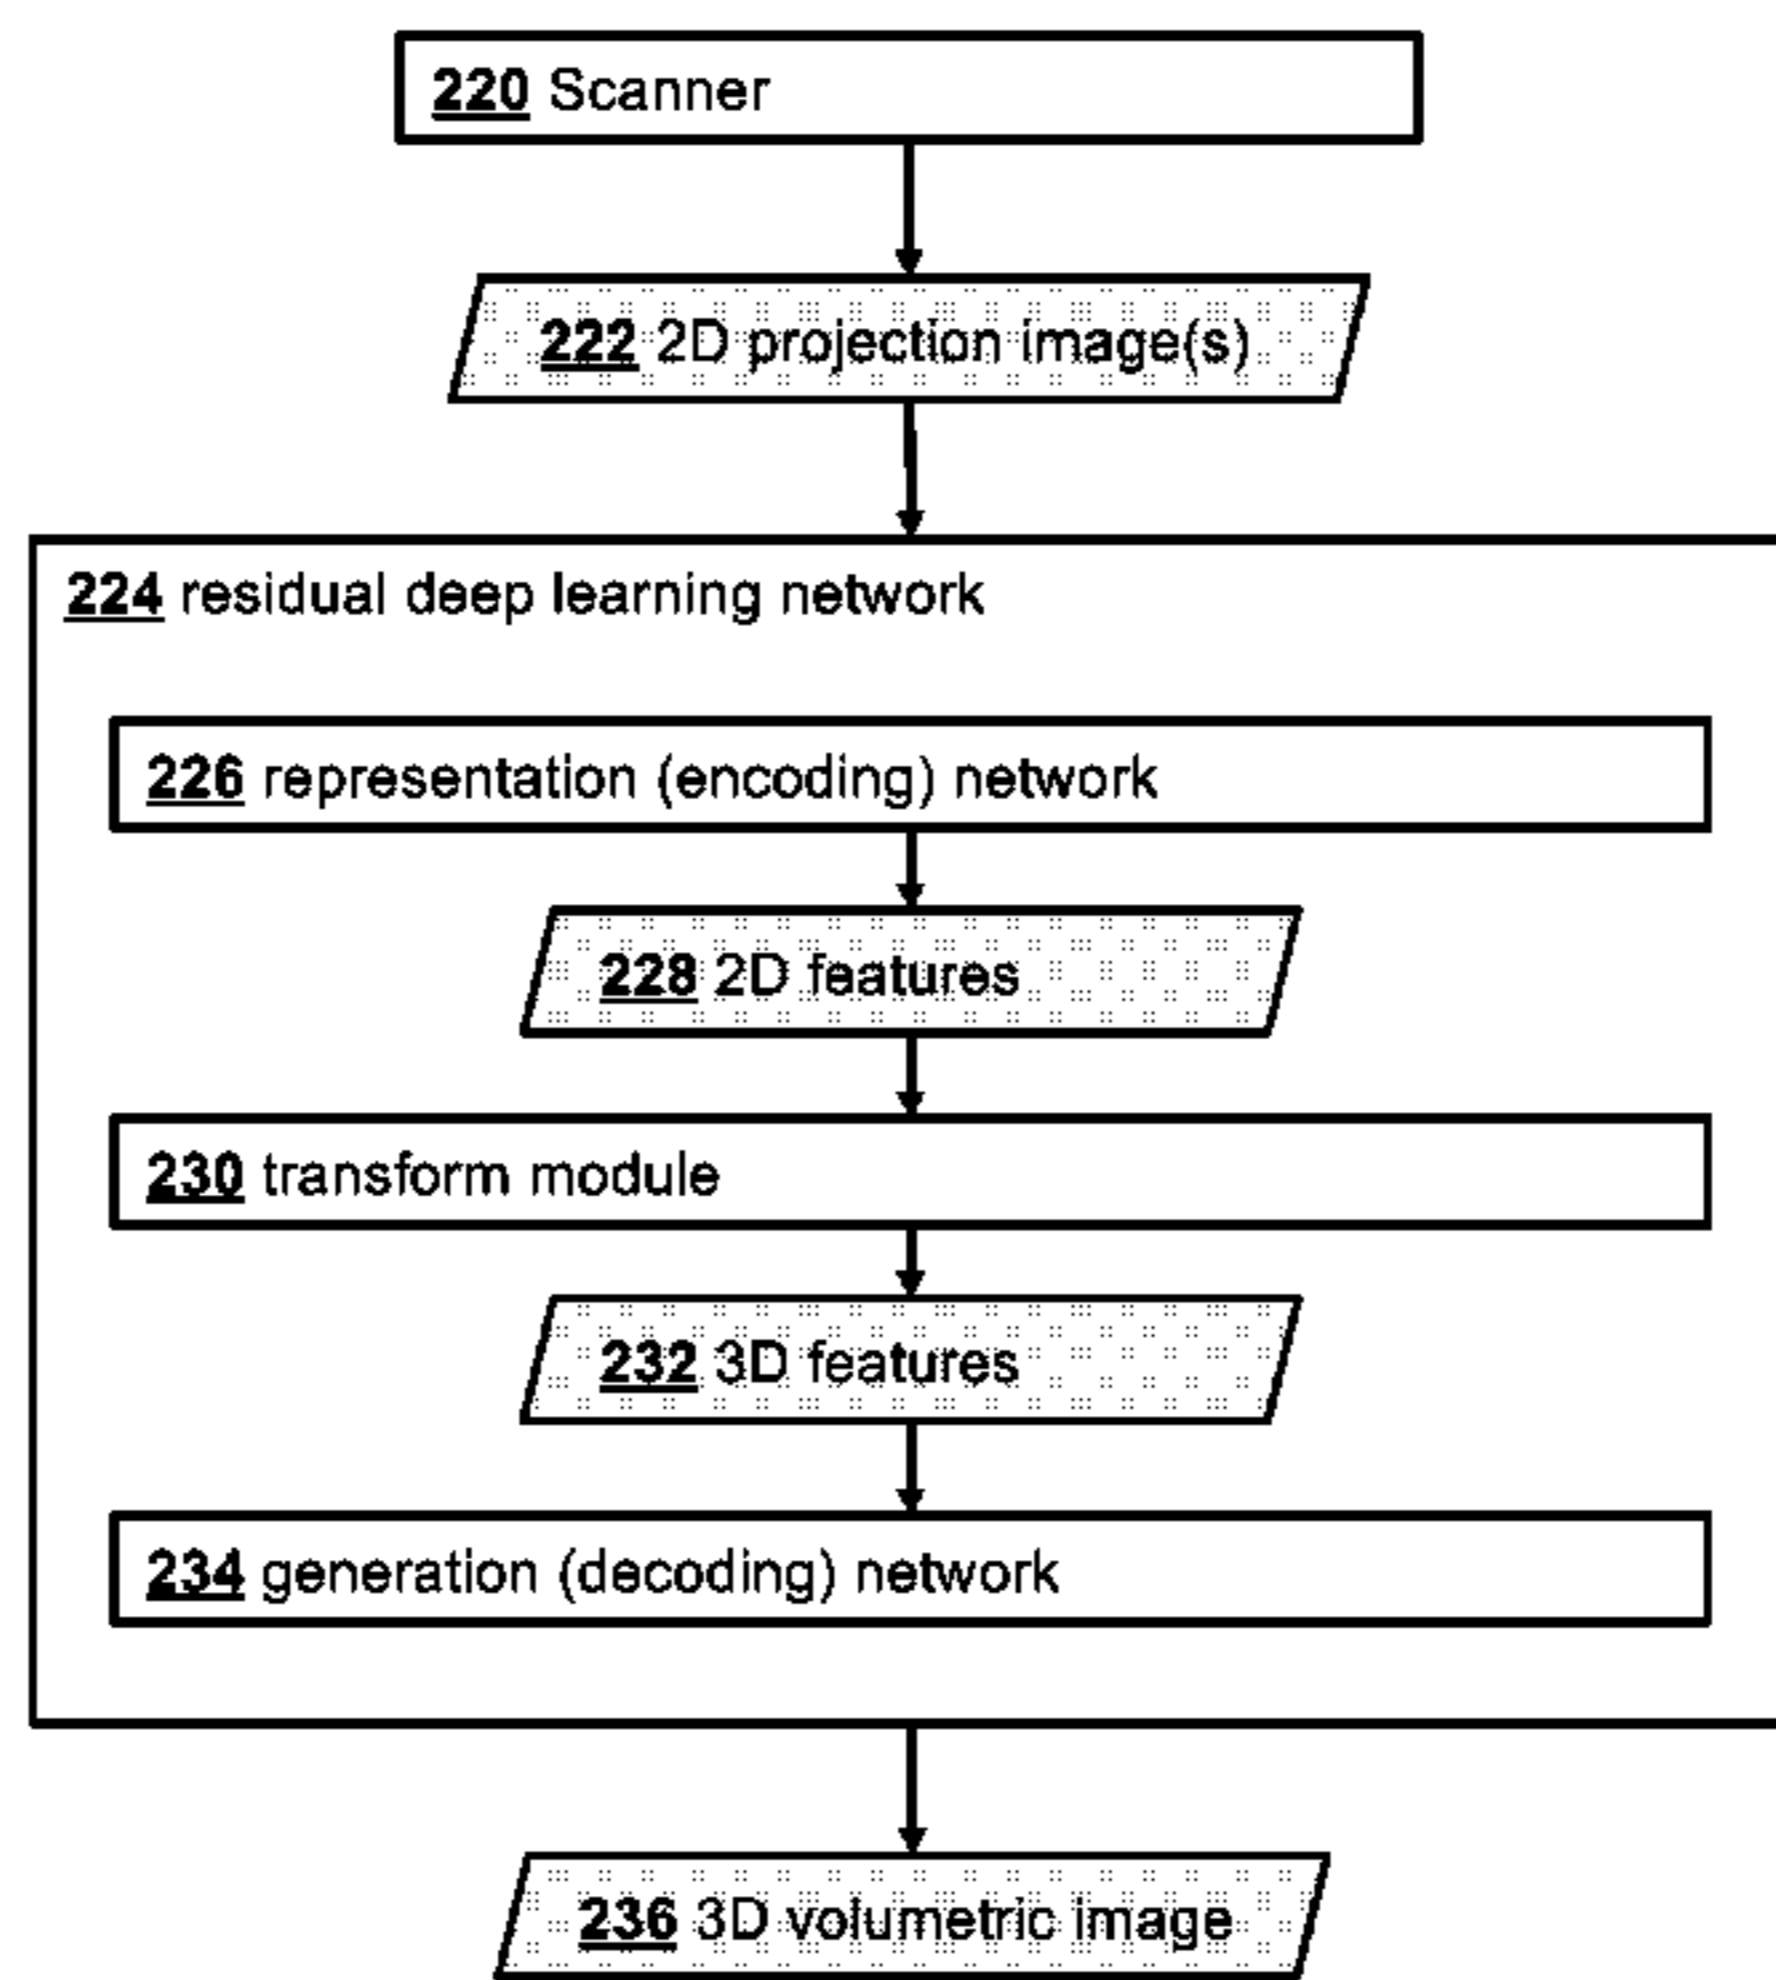 220 Scanner
222 2D projection image(s)
224 residual deep learning network
226 representation (encoding) network
228 2D features
230 transform module
232 3D features
234 generation (decoding) network
236 3D volumetric image